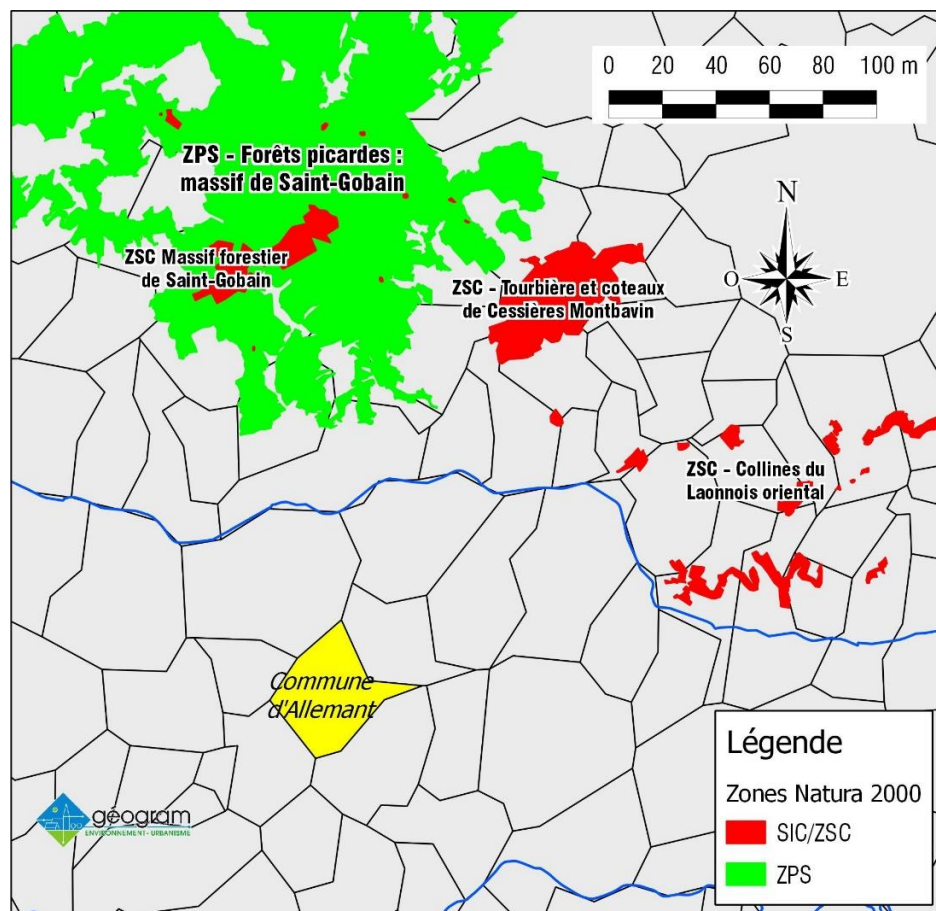 0 20 40 60 80 100 m
ZPS - Forêts picardes :
massif de Saint-Gobain
N
ZSC Massif forestier
de Saint-Gobain
ZSC - Tourbière et coteaux
de Cessières Montbavin
O
E
S
ZSC - Collines du
Laonnois oriental
Commune
d'Allemant
Légende
Zones Natura 2000
SIC/ZSC
ZPS
géogram
ENVIRONNEMENT - URBANISME